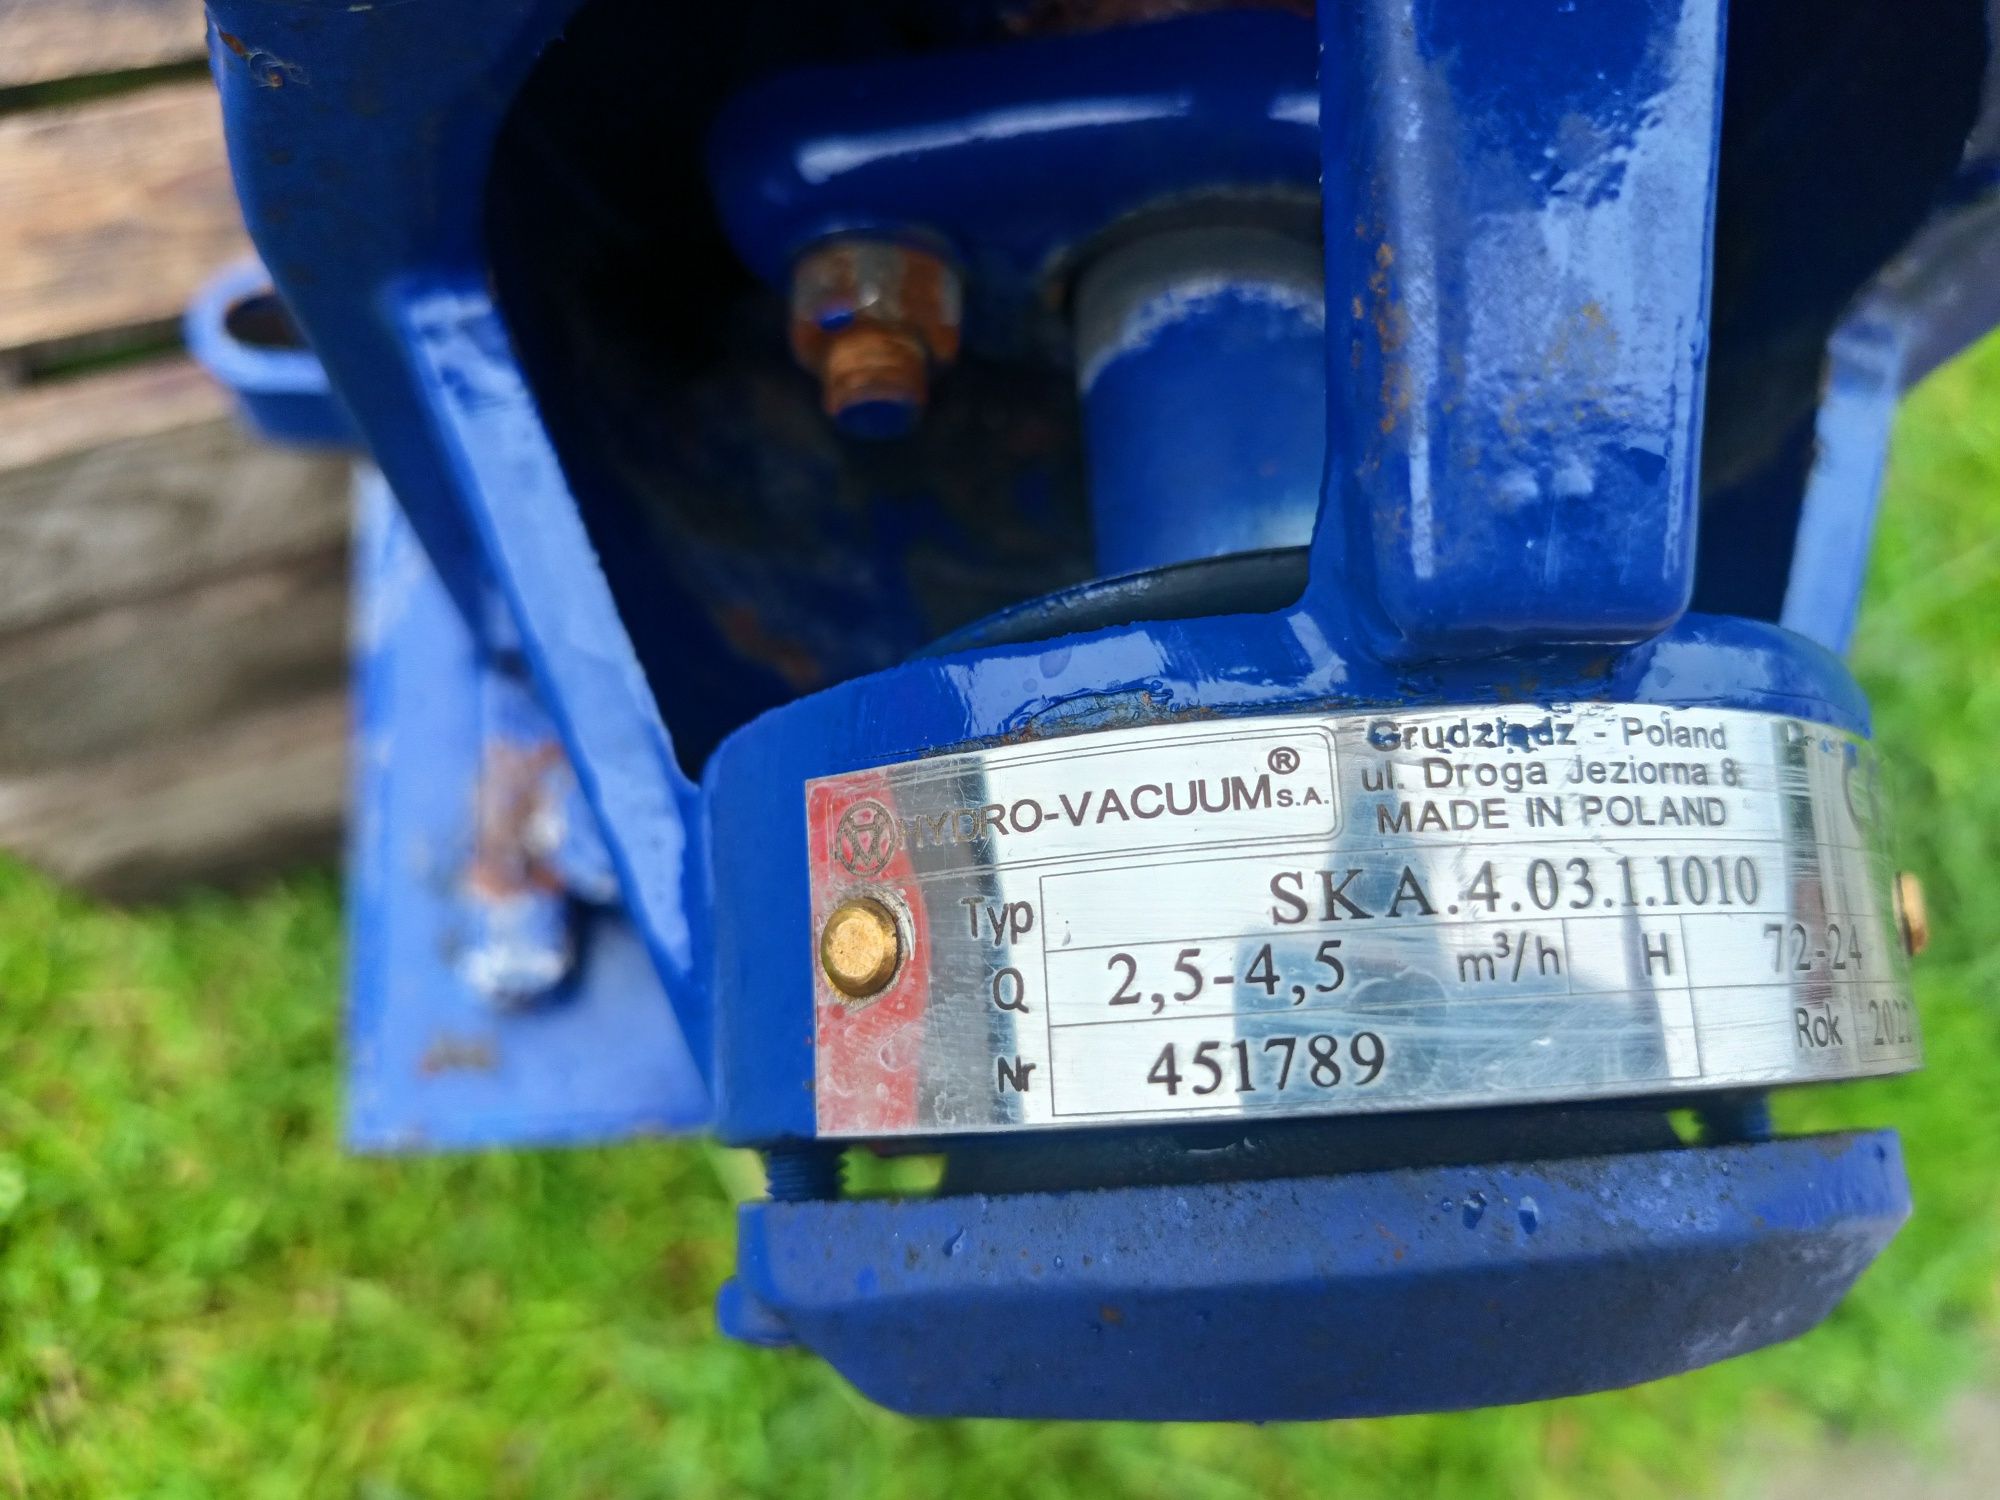 HYDRO-VACUUM® S.A.
Grudziądz - Poland
ul. Droga Jeziorna 8
MADE IN POLAND
Typ SKA.4.03.1.1010
Q 2,5-4,5 m³/h H 72-24
Nr 451789 Rok